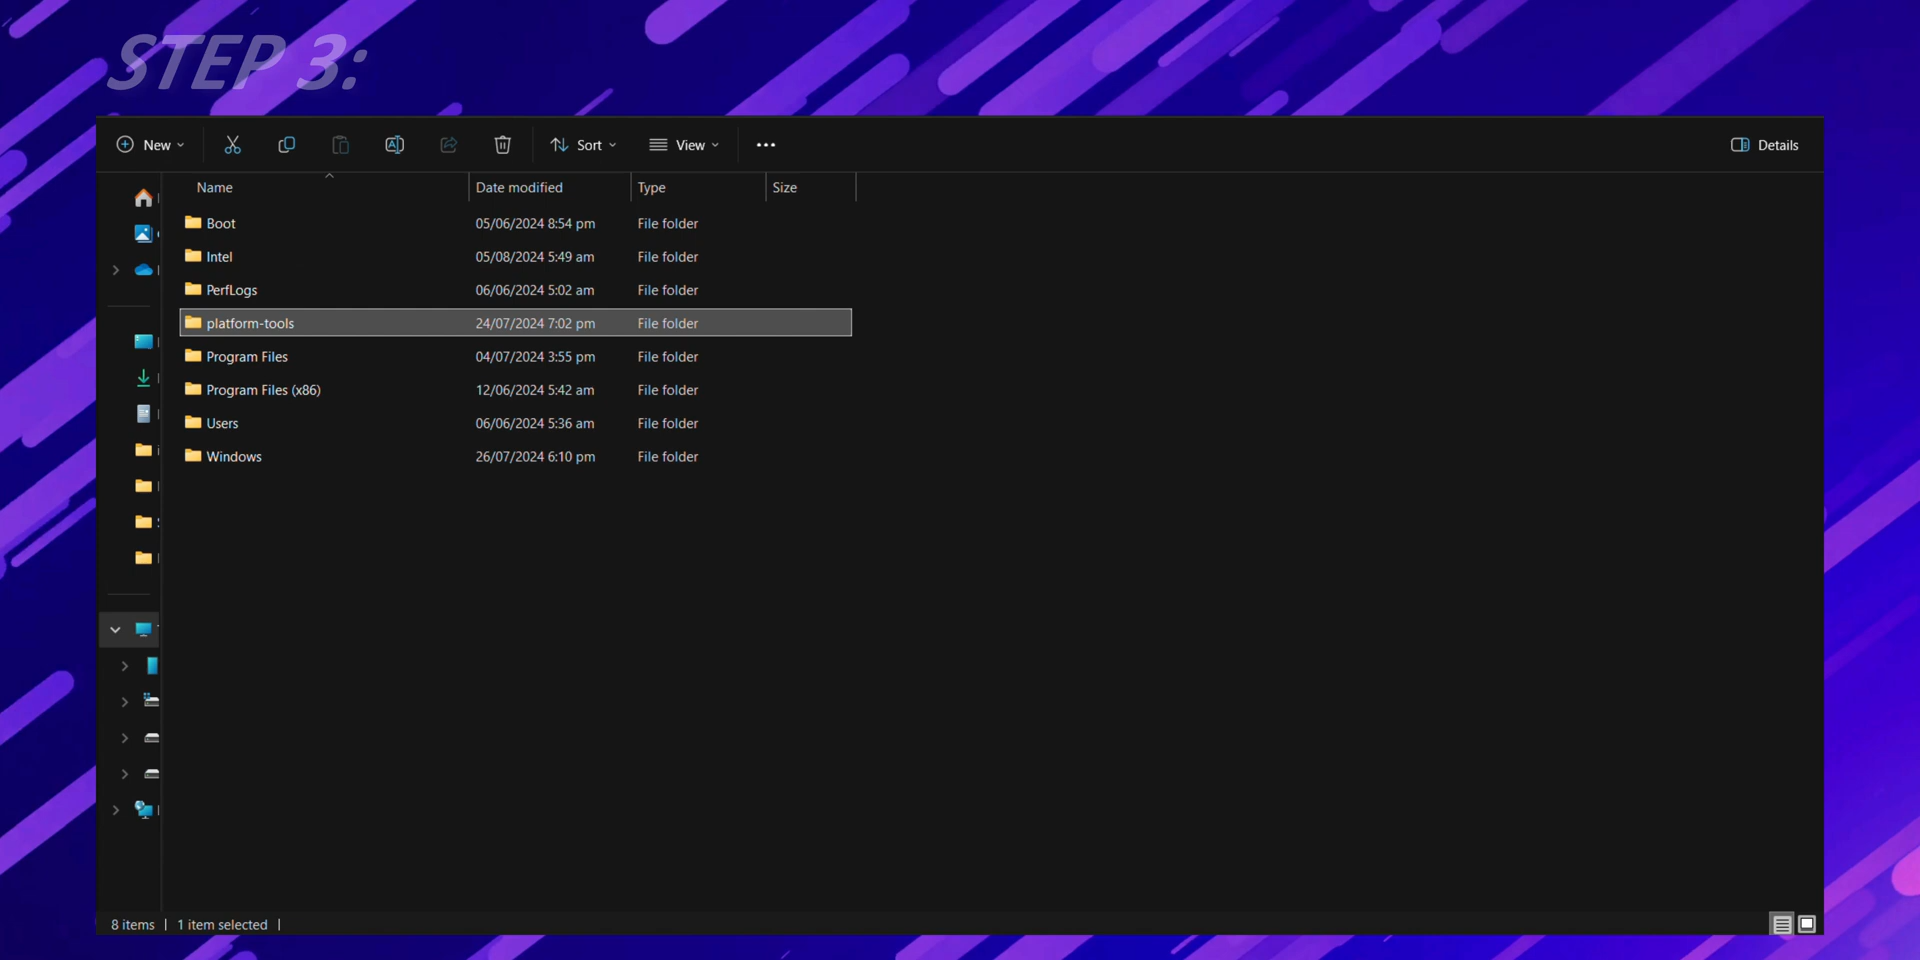 STEP 3:
New Sort View Details
Name Date modified Type Size
Boot 05/06/2024 8:54 pm File folder
Intel 05/08/2024 5:49 am File folder
PerfLogs 06/06/2024 5:02 am File folder
platform-tools 24/07/2024 7:02 pm File folder
Program Files 04/07/2024 3:55 pm File folder
Program Files (x86) 12/06/2024 5:42 am File folder
Users 06/06/2024 5:36 am File folder
Windows 26/07/2024 6:10 pm File folder
8 items 1 item selected